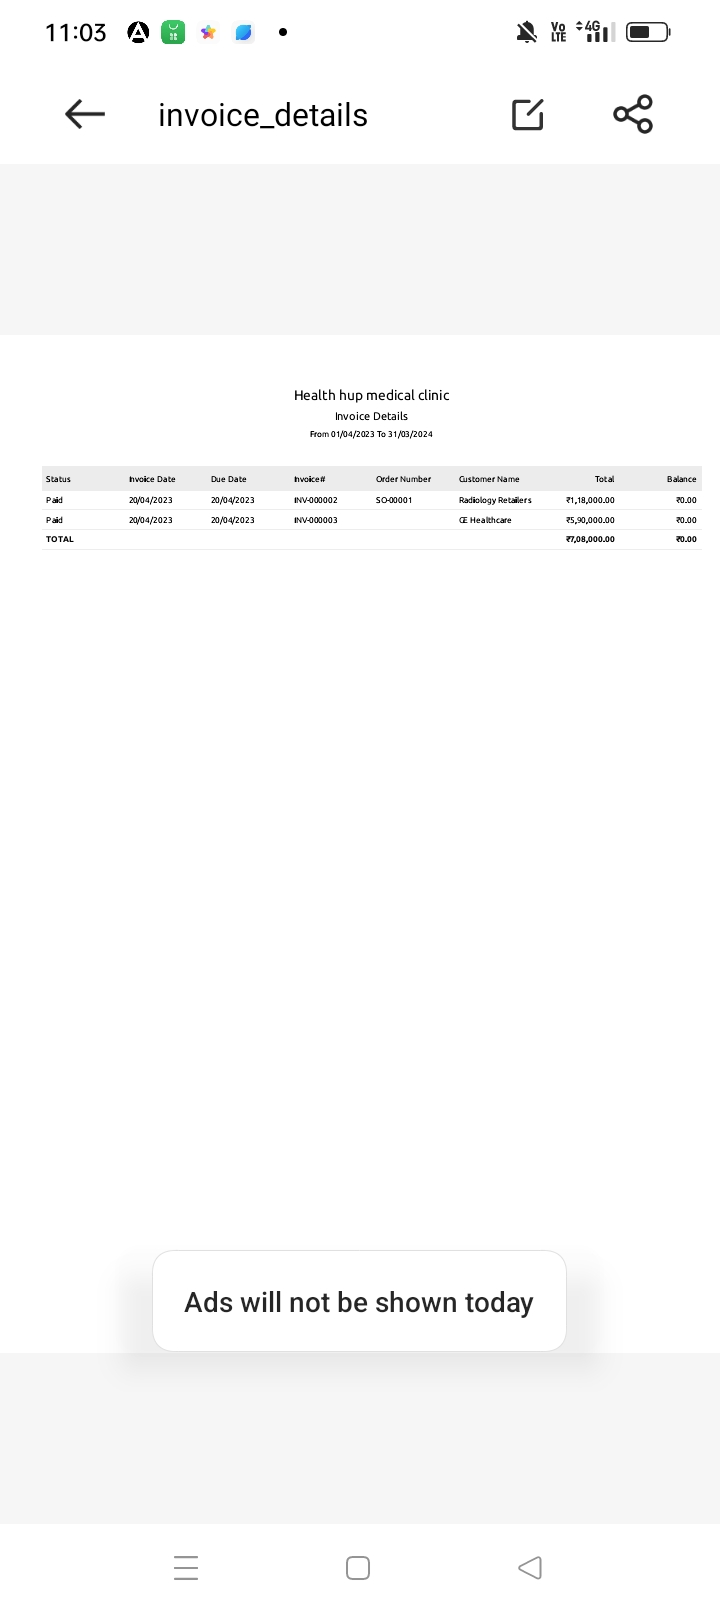 11:03 Vo LTE 4G
invoice_details
Health hup medical clinic
Invoice Details
From 01/04/2023 To 31/03/2024
Status Invoice Date Due Date Invoice# Order Number Customer Name Total Balance
Paid 20/04/2023 20/04/2023 INV-000002 SO-00001 Radiology Retailers ₹1,18,000.00 ₹0.00
Paid 20/04/2023 20/04/2023 INV-000003 GE Healthcare ₹5,90,000.00 ₹0.00
TOTAL ₹7,08,000.00 ₹0.00
Ads will not be shown today